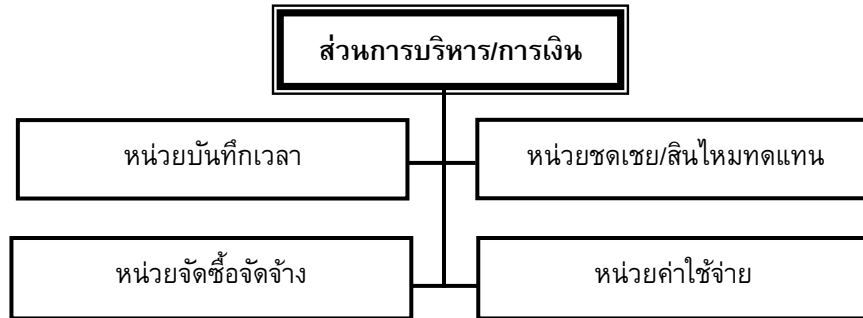 ส่วนการบริหาร/การเงิน
หน่วยบันทึกเวลา
หน่วยชดเชย/สินไหมทดแทน
หน่วยจัดซื้อจัดจ้าง
หน่วยค่าใช้จ่าย